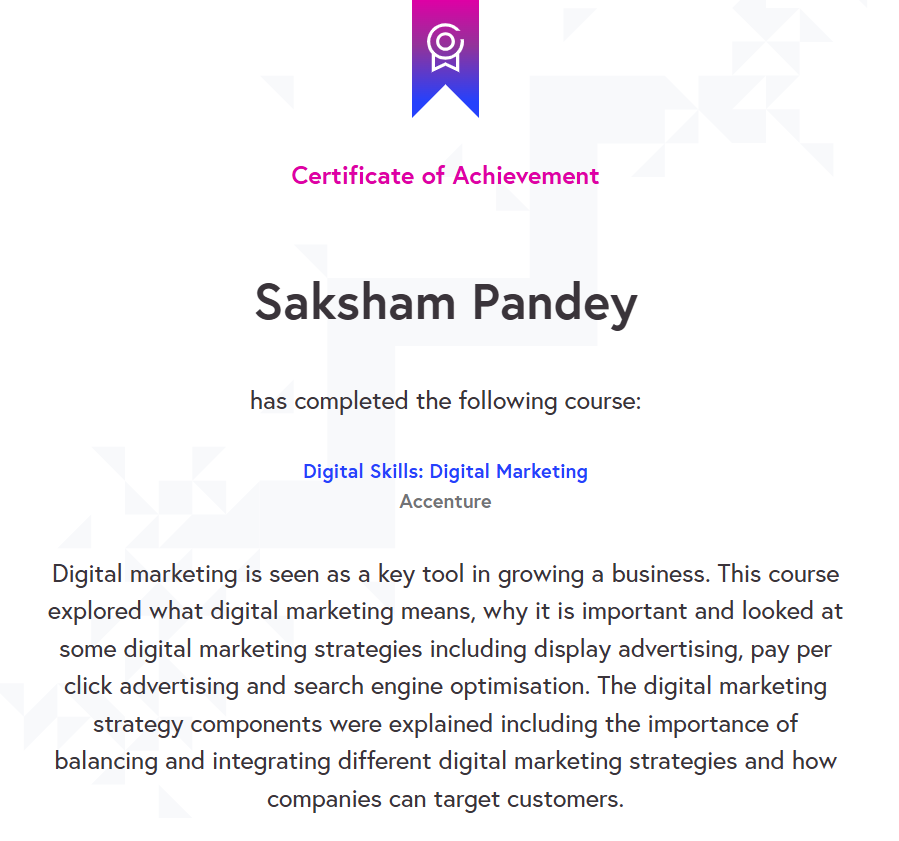 Certificate of Achievement
Saksham Pandey
has completed the following course:
Digital Skills: Digital Marketing
Accenture
Digital marketing is seen as a key tool in growing a business. This course
explored what digital marketing means, why it is important and looked at
some digital marketing strategies including display advertising, pay per
click advertising and search engine optimisation. The digital marketing
strategy components were explained including the importance of
balancing and integrating different digital marketing strategies and how
companies can target customers.